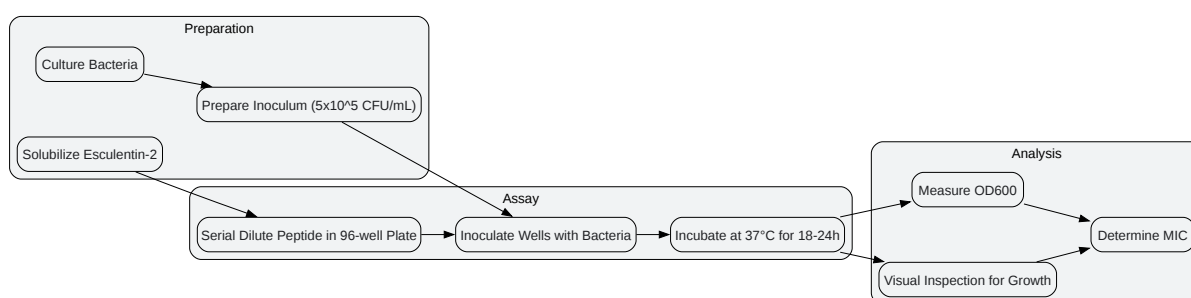 Preparation
Culture Bacteria
Prepare Inoculum (5x10^5 CFU/mL)
Solubilize Esculentin-2
Assay
Serial Dilute Peptide in 96-well Plate
Inoculate Wells with Bacteria
Incubate at 37°C for 18-24h
Analysis
Measure OD600
Visual Inspection for Growth
Determine MIC